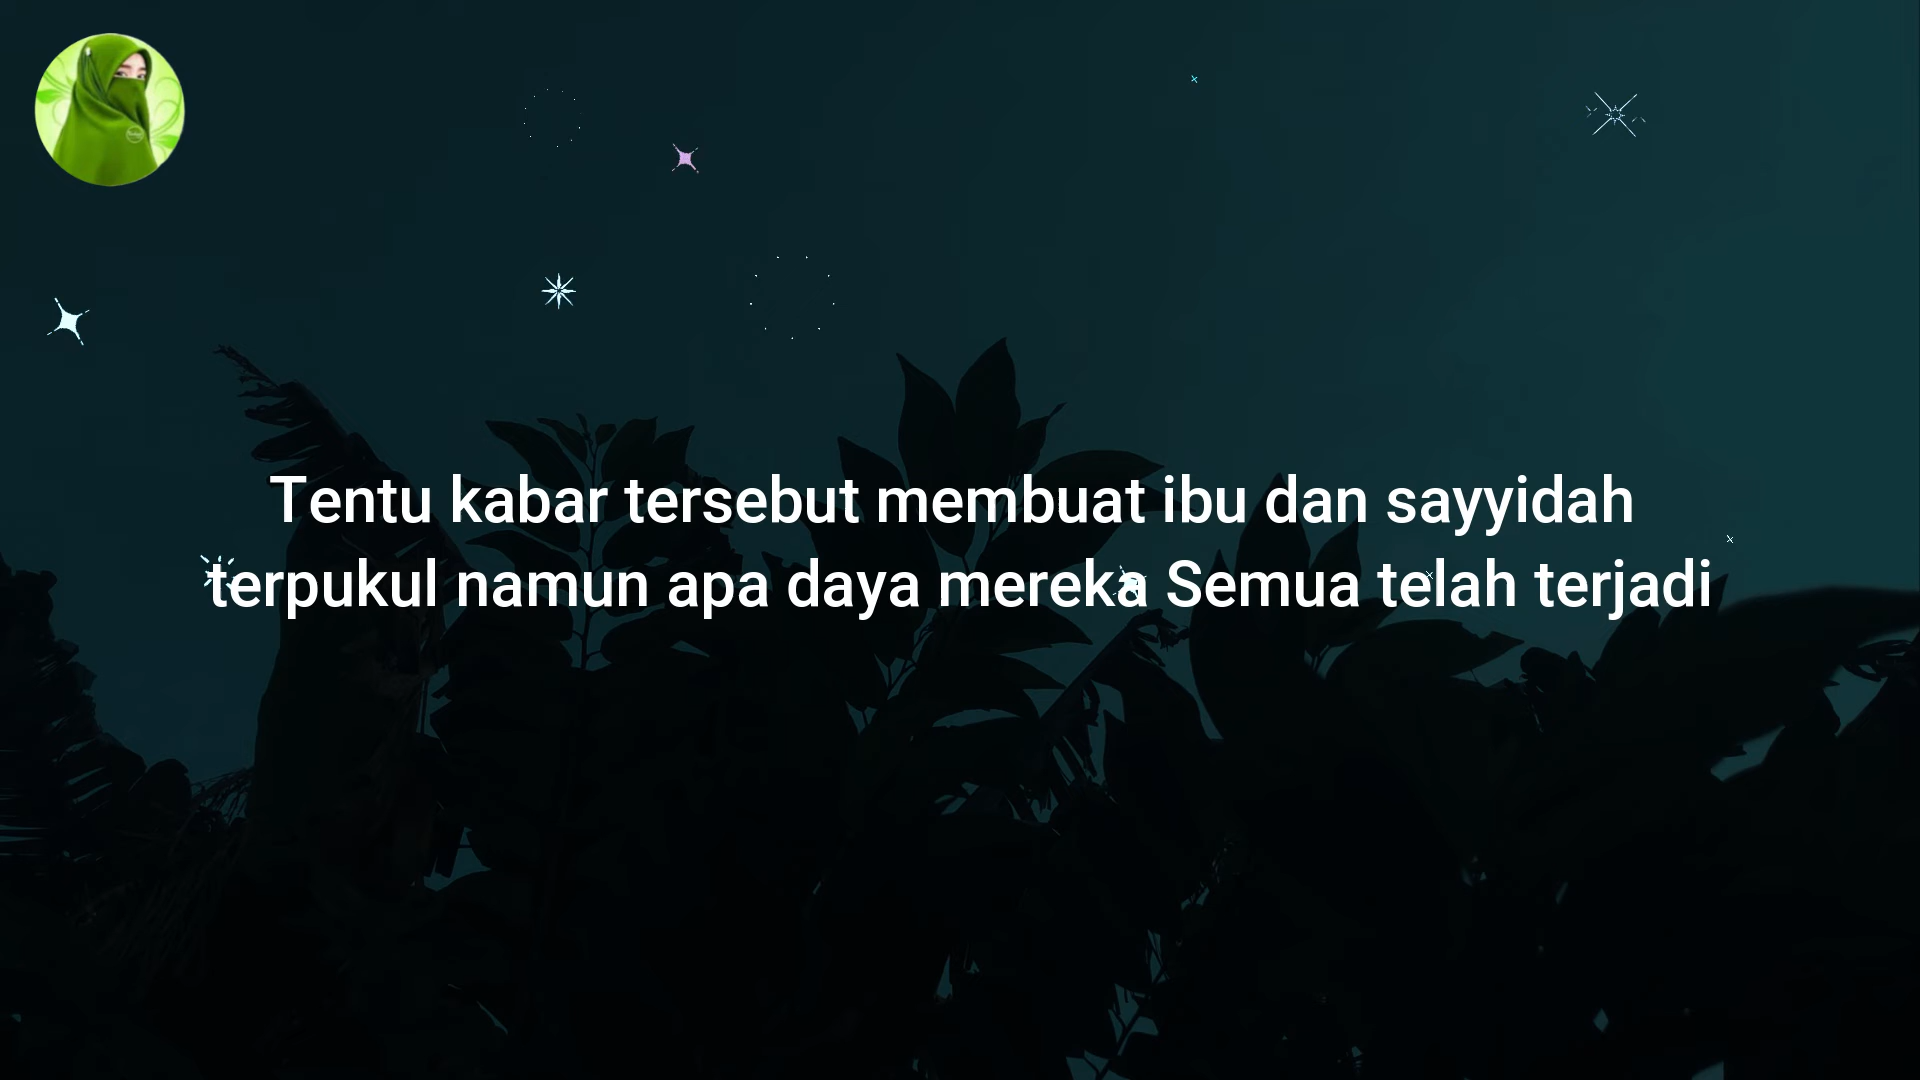 Tentu kabar tersebut membuat ibu dan sayyidah
terpukul namun apa daya mereka Semua telah terjadi